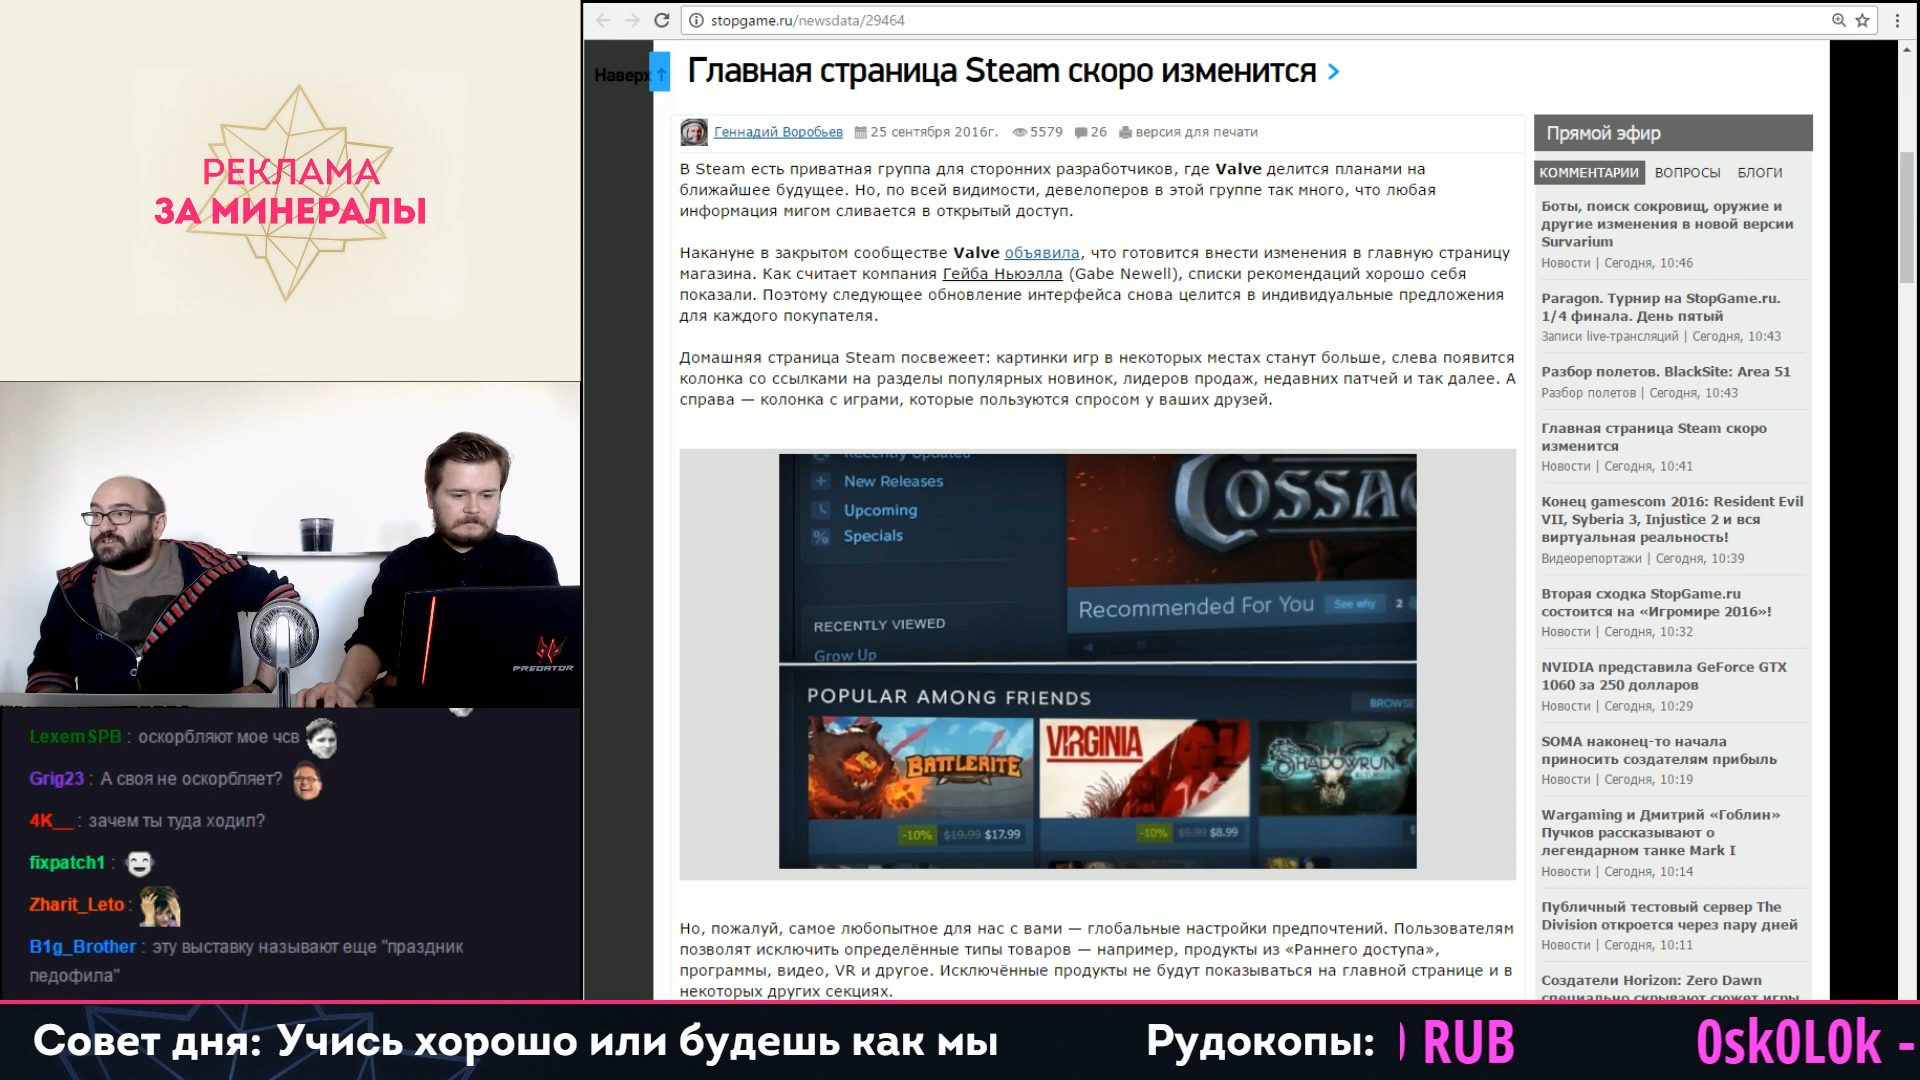 РЕКЛАМА
ЗА МИНЕРАЛЫ
PREDATOR
LexemSPB : оскорбляют мое чсв
Grig23 : А своя не оскорбляет?
4K__ : зачем ты туда ходил?
fixpatch1 :
Zharit_Leto :
B1g_Brother : эту выставку называют еще "праздник
педофила"
stopgame.ru/newsdata/29464
Наверх ↑
Главная страница Steam скоро изменится
Геннадий Воробьев 25 сентября 2016г. 5579 26 версия для печати
В Steam есть приватная группа для сторонних разработчиков, где Valve делится планами на
ближайшее будущее. Но, по всей видимости, девелоперов в этой группе так много, что любая
информация мигом сливается в открытый доступ.
Накануне в закрытом сообществе Valve объявила, что готовится внести изменения в главную страницу
магазина. Как считает компания Гейба Ньюэлла (Gabe Newell), списки рекомендаций хорошо себя
показали. Поэтому следующее обновление интерфейса снова целится в индивидуальные предложения
для каждого покупателя.
Домашняя страница Steam посвежеет: картинки игр в некоторых местах станут больше, слева появится
колонка со ссылками на разделы популярных новинок, лидеров продаж, недавних патчей и так далее. А
справа — колонка с играми, которые пользуются спросом у ваших друзей.
Recently Updated
New Releases
Upcoming
Specials
COSSAC
Recommended For You See why 2
RECENTLY VIEWED
Grow Up
POPULAR AMONG FRIENDS
BROWSE
BATTLERITE
VIRGINIA
SHADOWRUN
-10% $19.99 $17.99
-10% $9.99 $8.99
Но, пожалуй, самое любопытное для нас с вами — глобальные настройки предпочтений. Пользователям
позволят исключить определённые типы товаров — например, продукты из «Раннего доступа»,
программы, видео, VR и другое. Исключённые продукты не будут показываться на главной странице и в
некоторых других секциях.
Прямой эфир
КОММЕНТАРИИ ВОПРОСЫ БЛОГИ
Боты, поиск сокровищ, оружие и
другие изменения в новой версии
Survarium
Новости | Сегодня, 10:46
Paragon. Турнир на StopGame.ru.
1/4 финала. День пятый
Записи live-трансляций | Сегодня, 10:43
Разбор полетов. BlackSite: Area 51
Разбор полетов | Сегодня, 10:43
Главная страница Steam скоро
изменится
Новости | Сегодня, 10:41
Конец gamescom 2016: Resident Evil
VII, Syberia 3, Injustice 2 и вся
виртуальная реальность!
Видеорепортажи | Сегодня, 10:39
Вторая сходка StopGame.ru
состоится на «Игромире 2016»!
Новости | Сегодня, 10:32
NVIDIA представила GeForce GTX
1060 за 250 долларов
Новости | Сегодня, 10:29
SOMA наконец-то начала
приносить создателям прибыль
Новости | Сегодня, 10:19
Wargaming и Дмитрий «Гоблин»
Пучков рассказывают о
легендарном танке Mark I
Новости | Сегодня, 10:14
Публичный тестовый сервер The
Division откроется через пару дней
Новости | Сегодня, 10:11
Создатели Horizon: Zero Dawn
специально скрывают сюжет игры
Совет дня: Учись хорошо или будешь как мы
Рудокопы: ) RUB 0sk0L0k -